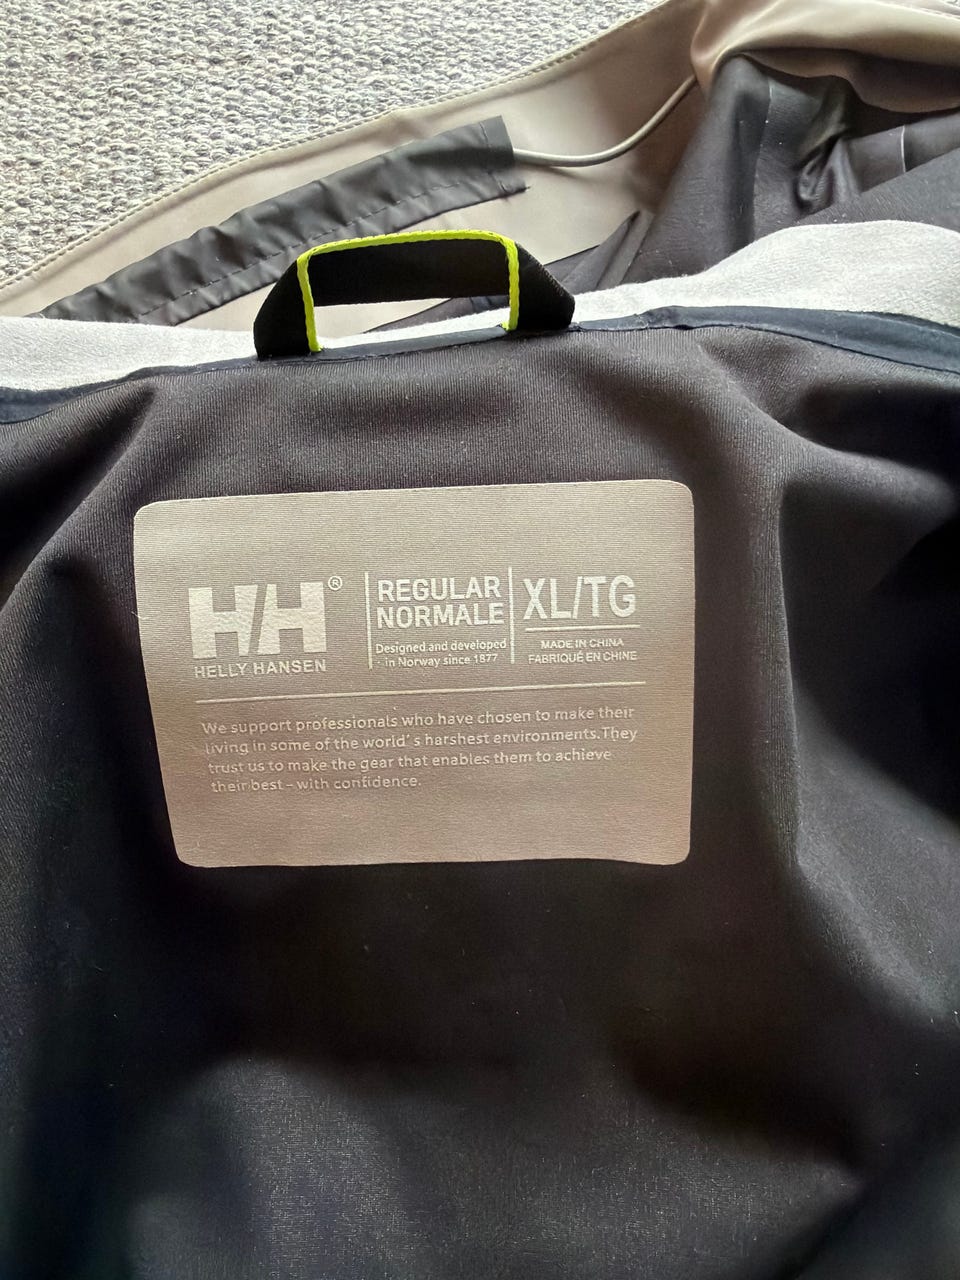 H/H®
HELLY HANSEN
REGULAR
NORMALE
Designed and developed
in Norway since 1877
XL/TG
MADE IN CHINA
FABRIQUÉ EN CHINE
We support professionals who have chosen to make their
living in some of the world's harshest environments.They
trust us to make the gear that enables them to achieve
their best – with confidence.